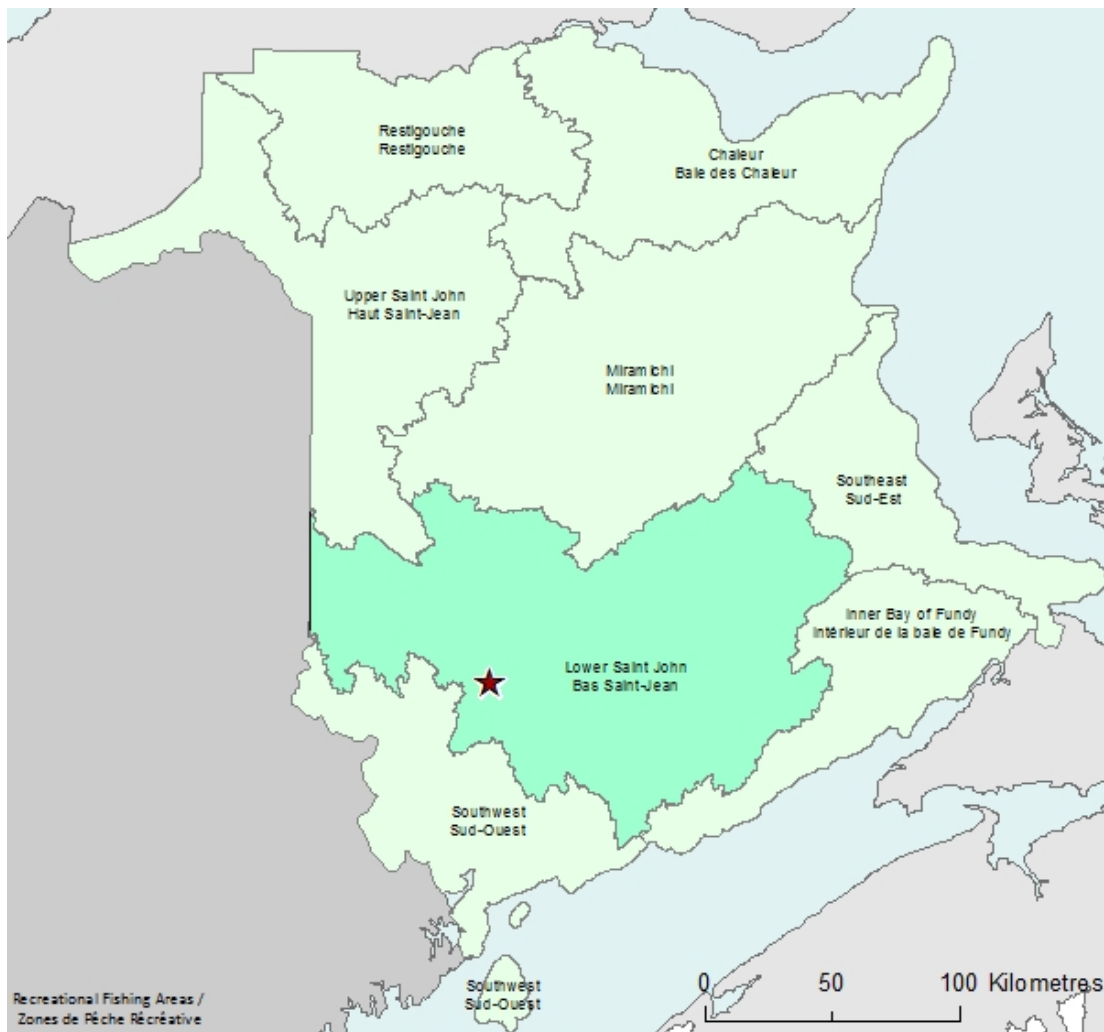 Restigouche
Restigouche
Chaleur
Baie des Chaleur
Upper Saint John
Haut Saint-Jean
Miramichi
Miramichi
Southeast
Sud-Est
Inner Bay of Fundy
Intérieur de la baie de Fundy
Lower Saint John
Bas Saint-Jean
Southwest
Sud-Ouest
Southwest
Sud-Ouest
0 50 100 Kilometres
Recreational Fishing Areas /
Zones de Pêche Récréative